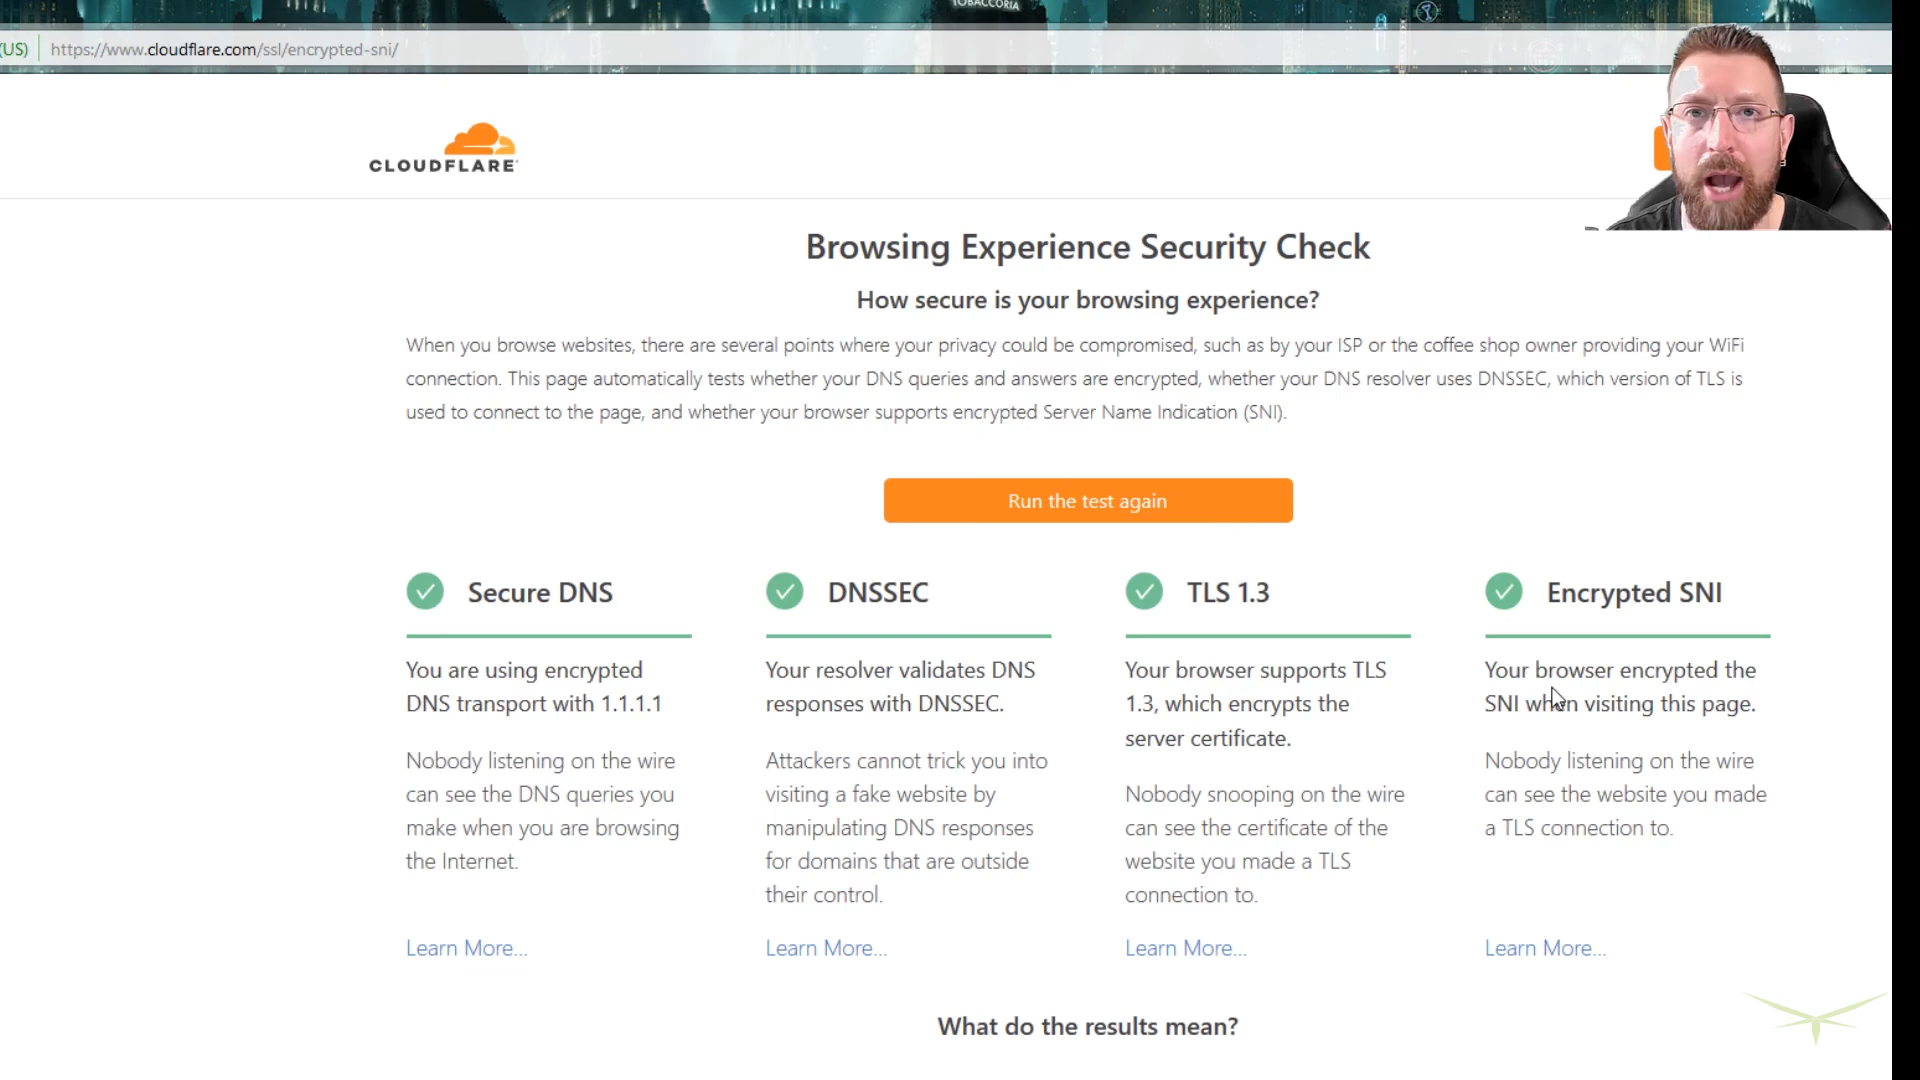 TOBACCORIA
(US) https://www.cloudflare.com/ssl/encrypted-sni/
CLOUDFLARE
Browsing Experience Security Check
How secure is your browsing experience?
When you browse websites, there are several points where your privacy could be compromised, such as by your ISP or the coffee shop owner providing your WiFi
connection. This page automatically tests whether your DNS queries and answers are encrypted, whether your DNS resolver uses DNSSEC, which version of TLS is
used to connect to the page, and whether your browser supports encrypted Server Name Indication (SNI).
Run the test again
Secure DNS
You are using encrypted
DNS transport with 1.1.1.1
Nobody listening on the wire
can see the DNS queries you
make when you are browsing
the Internet.
Learn More...
DNSSEC
Your resolver validates DNS
responses with DNSSEC.
Attackers cannot trick you into
visiting a fake website by
manipulating DNS responses
for domains that are outside
their control.
Learn More...
TLS 1.3
Your browser supports TLS
1.3, which encrypts the
server certificate.
Nobody snooping on the wire
can see the certificate of the
website you made a TLS
connection to.
Learn More...
Encrypted SNI
Your browser encrypted the
SNI when visiting this page.
Nobody listening on the wire
can see the website you made
a TLS connection to.
Learn More...
What do the results mean?